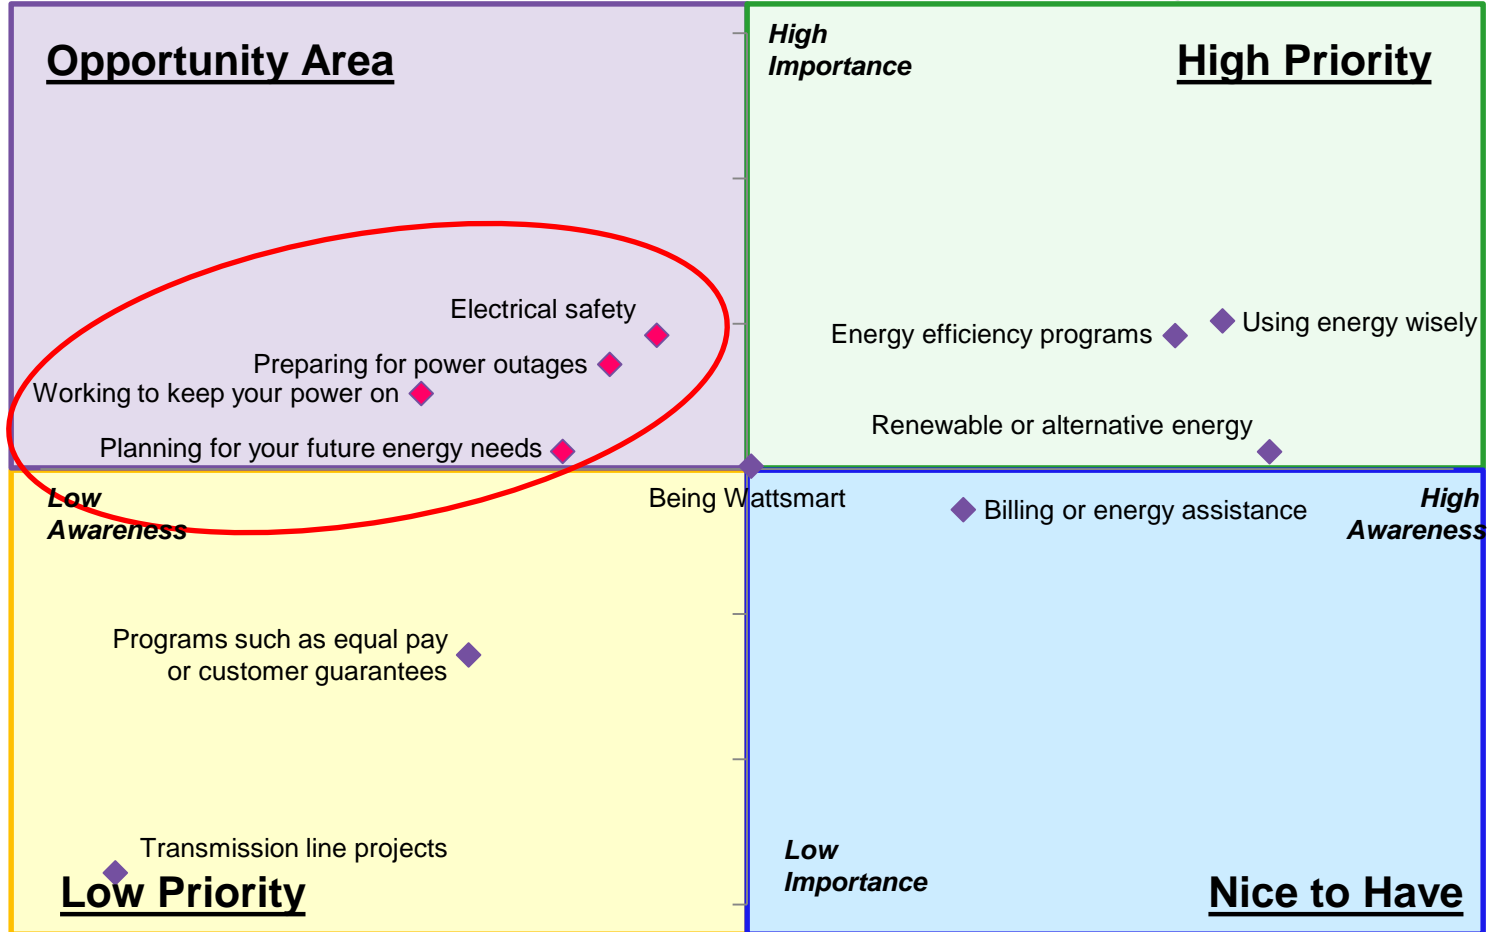 Opportunity Area
High
Importance
High Priority
Electrical safety
Preparing for power outages
Working to keep your power on
Planning for your future energy needs
Energy efficiency programs
Using energy wisely
Renewable or alternative energy
Low
Awareness
Being Wattsmart
Billing or energy assistance
High
Awareness
Programs such as equal pay
or customer guarantees
Transmission line projects
Low Priority
Low
Importance
Nice to Have